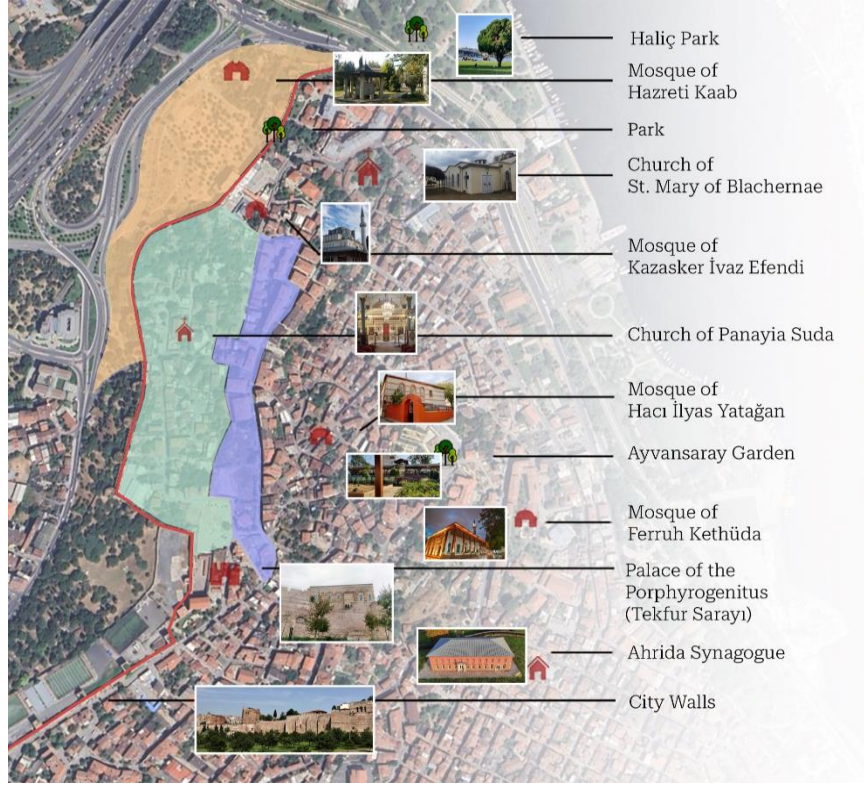 Haliç Park
Mosque of
Hazreti Kaab
Park
Church of
St. Mary of Blachernae
Mosque of
Kazasker İvaz Efendi
Church of Panayia Suda
Mosque of
Hacı İlyas Yatağan
Ayvansaray Garden
Mosque of
Ferruh Kethüda
Palace of the
Porphyrogenitus
(Tekfur Sarayı)
Ahrida Synagogue
City Walls